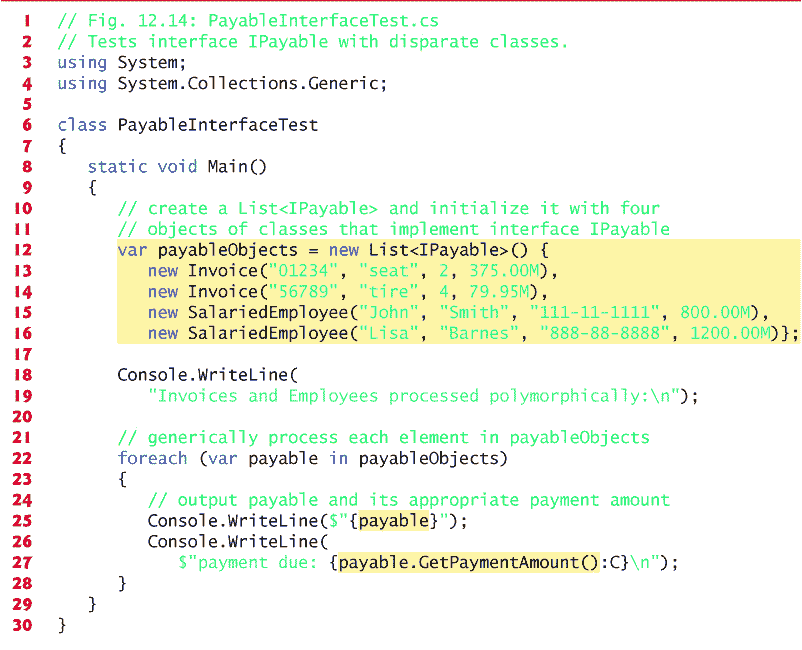 1 // Fig. 12.14: PayableInterfaceTest.cs
2 // Tests interface IPayable with disparate classes.
3 using System;
4 using System.Collections.Generic;
5
6 class PayableInterfaceTest
7 {
8    static void Main()
9    {
10       // create a List<IPayable> and initialize it with four
11       // objects of classes that implement interface IPayable
12       var payableObjects = new List<IPayable>() {
13          new Invoice("01234", "seat", 2, 375.00M),
14          new Invoice("56789", "tire", 4, 79.95M),
15          new SalariedEmployee("John", "Smith", "111-11-1111", 800.00M),
16          new SalariedEmployee("Lisa", "Barnes", "888-88-8888", 1200.00M)};
17
18       Console.WriteLine(
19          "Invoices and Employees processed polymorphically:\n");
20
21       // generically process each element in payableObjects
22       foreach (var payable in payableObjects)
23       {
24          // output payable and its appropriate payment amount
25          Console.WriteLine($"{payable}");
26          Console.WriteLine(
27             $"payment due: {payable.GetPaymentAmount():C}\n");
28       }
29    }
30 }